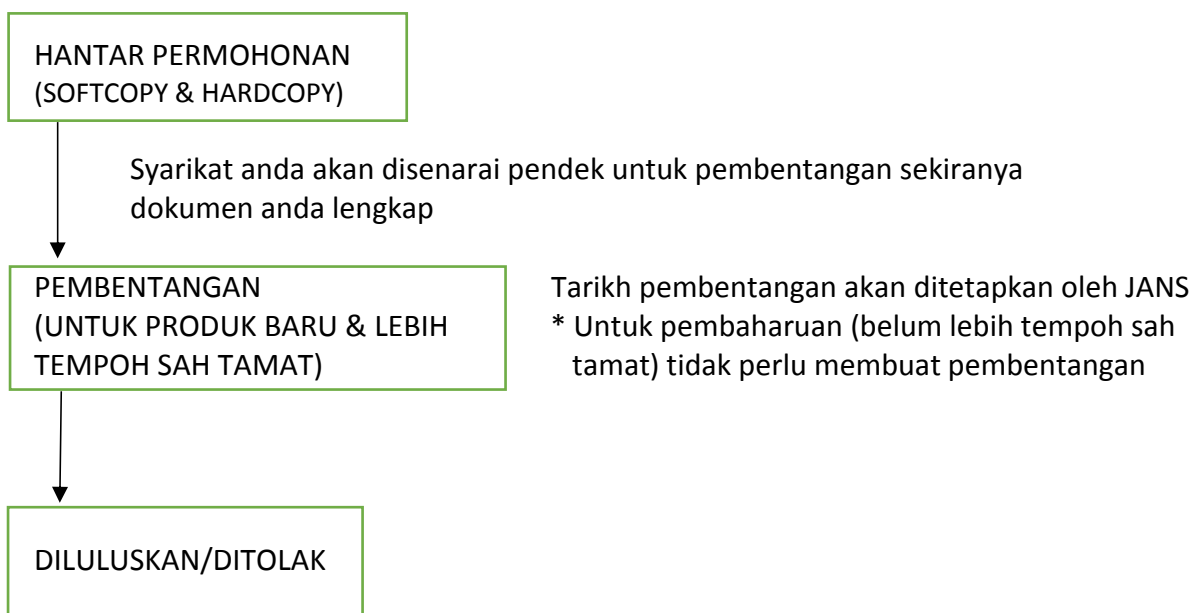 HANTAR PERMOHONAN
(SOFTCOPY & HARDCOPY)
Syarikat anda akan disenarai pendek untuk pembentangan sekiranya
dokumen anda lengkap
PEMBENTANGAN
(UNTUK PRODUK BARU & LEBIH
TEMPOH SAH TAMAT)
Tarikh pembentangan akan ditetapkan oleh JANS
* Untuk pembaharuan (belum lebih tempoh sah
tamat) tidak perlu membuat pembentangan
DILULUSKAN/DITOLAK